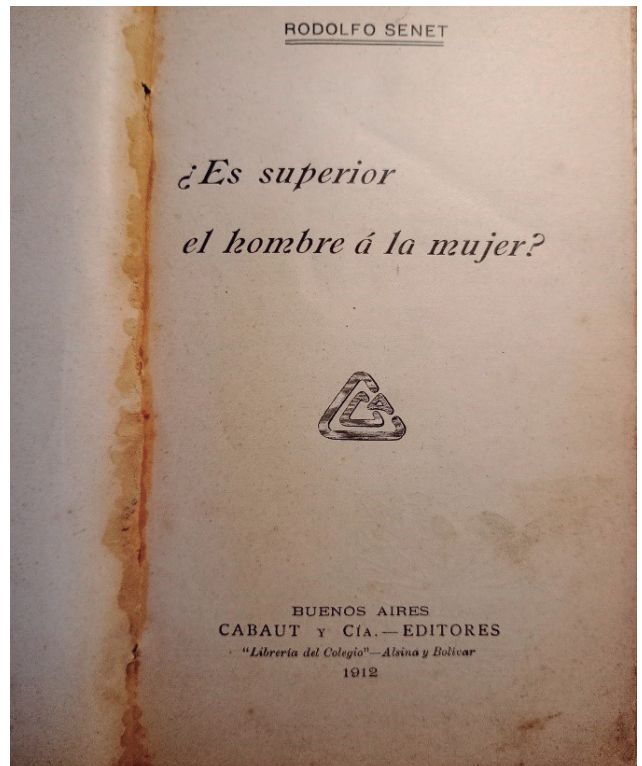 RODOLFO SENET
¿Es superior
el hombre á la mujer?
BUENOS AIRES
CABAUT Y CÍA.—EDITORES
"Librería del Colegio"—Alsina y Bolívar
1912